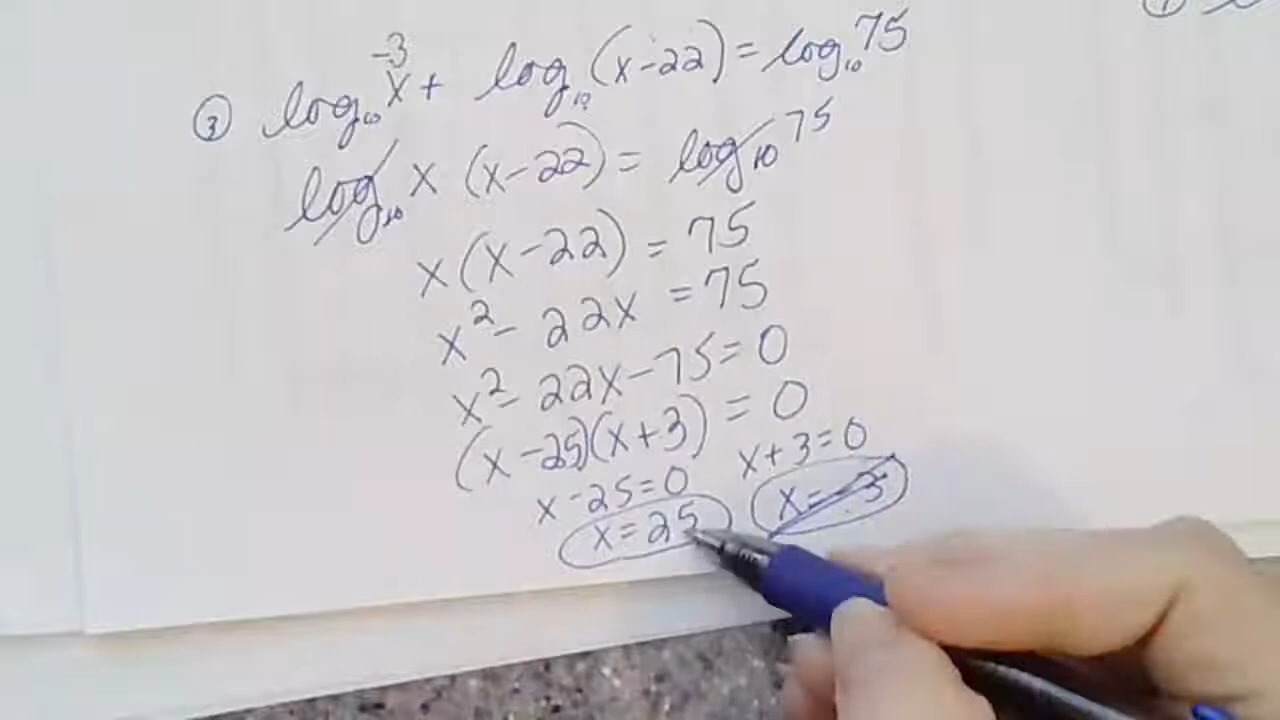 -3
③ log₁₀ x + log₁₀ (x-22) = log₁₀ 75
log₁₀ x (x-22) = log₁₀ 75
x(x-22) = 75
x² - 22x = 75
x² - 22x - 75 = 0
(x-25)(x+3) = 0
x-25=0 x+3=0
x=25 x=-3